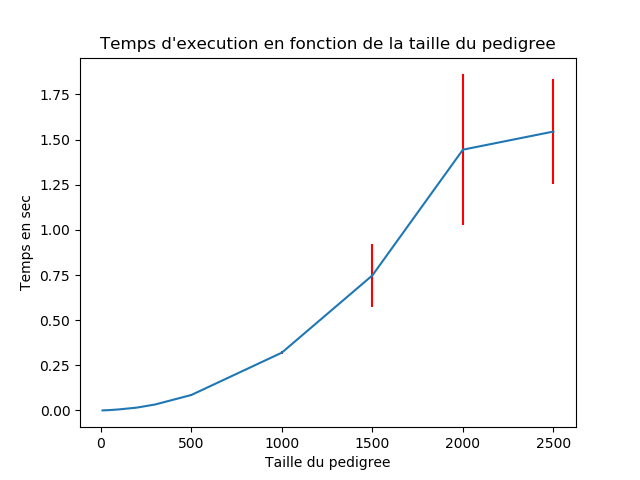 Temps d'execution en fonction de la taille du pedigree
1.75
1.50
1.25
1.00
0.75
0.50
0.25
0.00
Temps en sec
0 500 1000 1500 2000 2500
Taille du pedigree